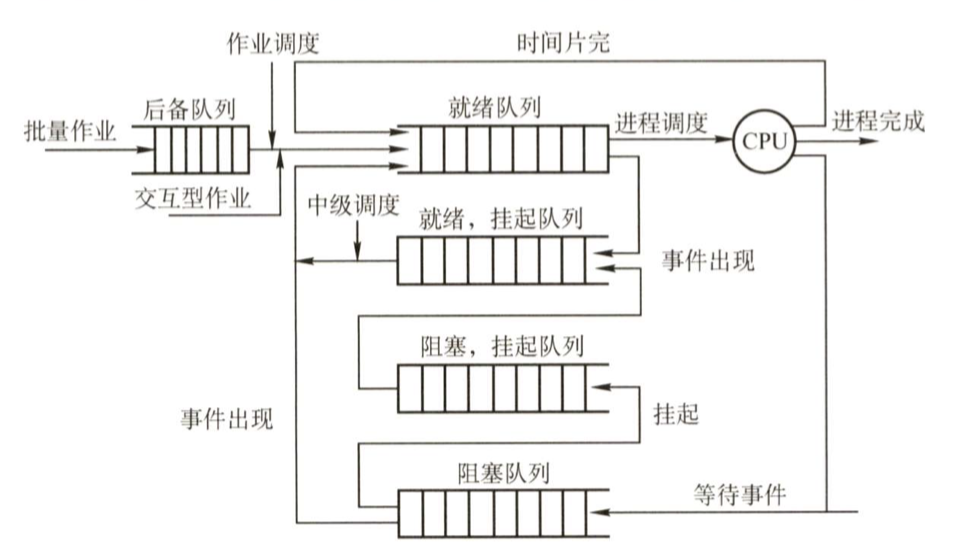 作业调度
时间片完
后备队列
就绪队列
批量作业
进程调度
CPU
进程完成
交互型作业
中级调度
就绪，挂起队列
事件出现
阻塞，挂起队列
事件出现
挂起
阻塞队列
等待事件